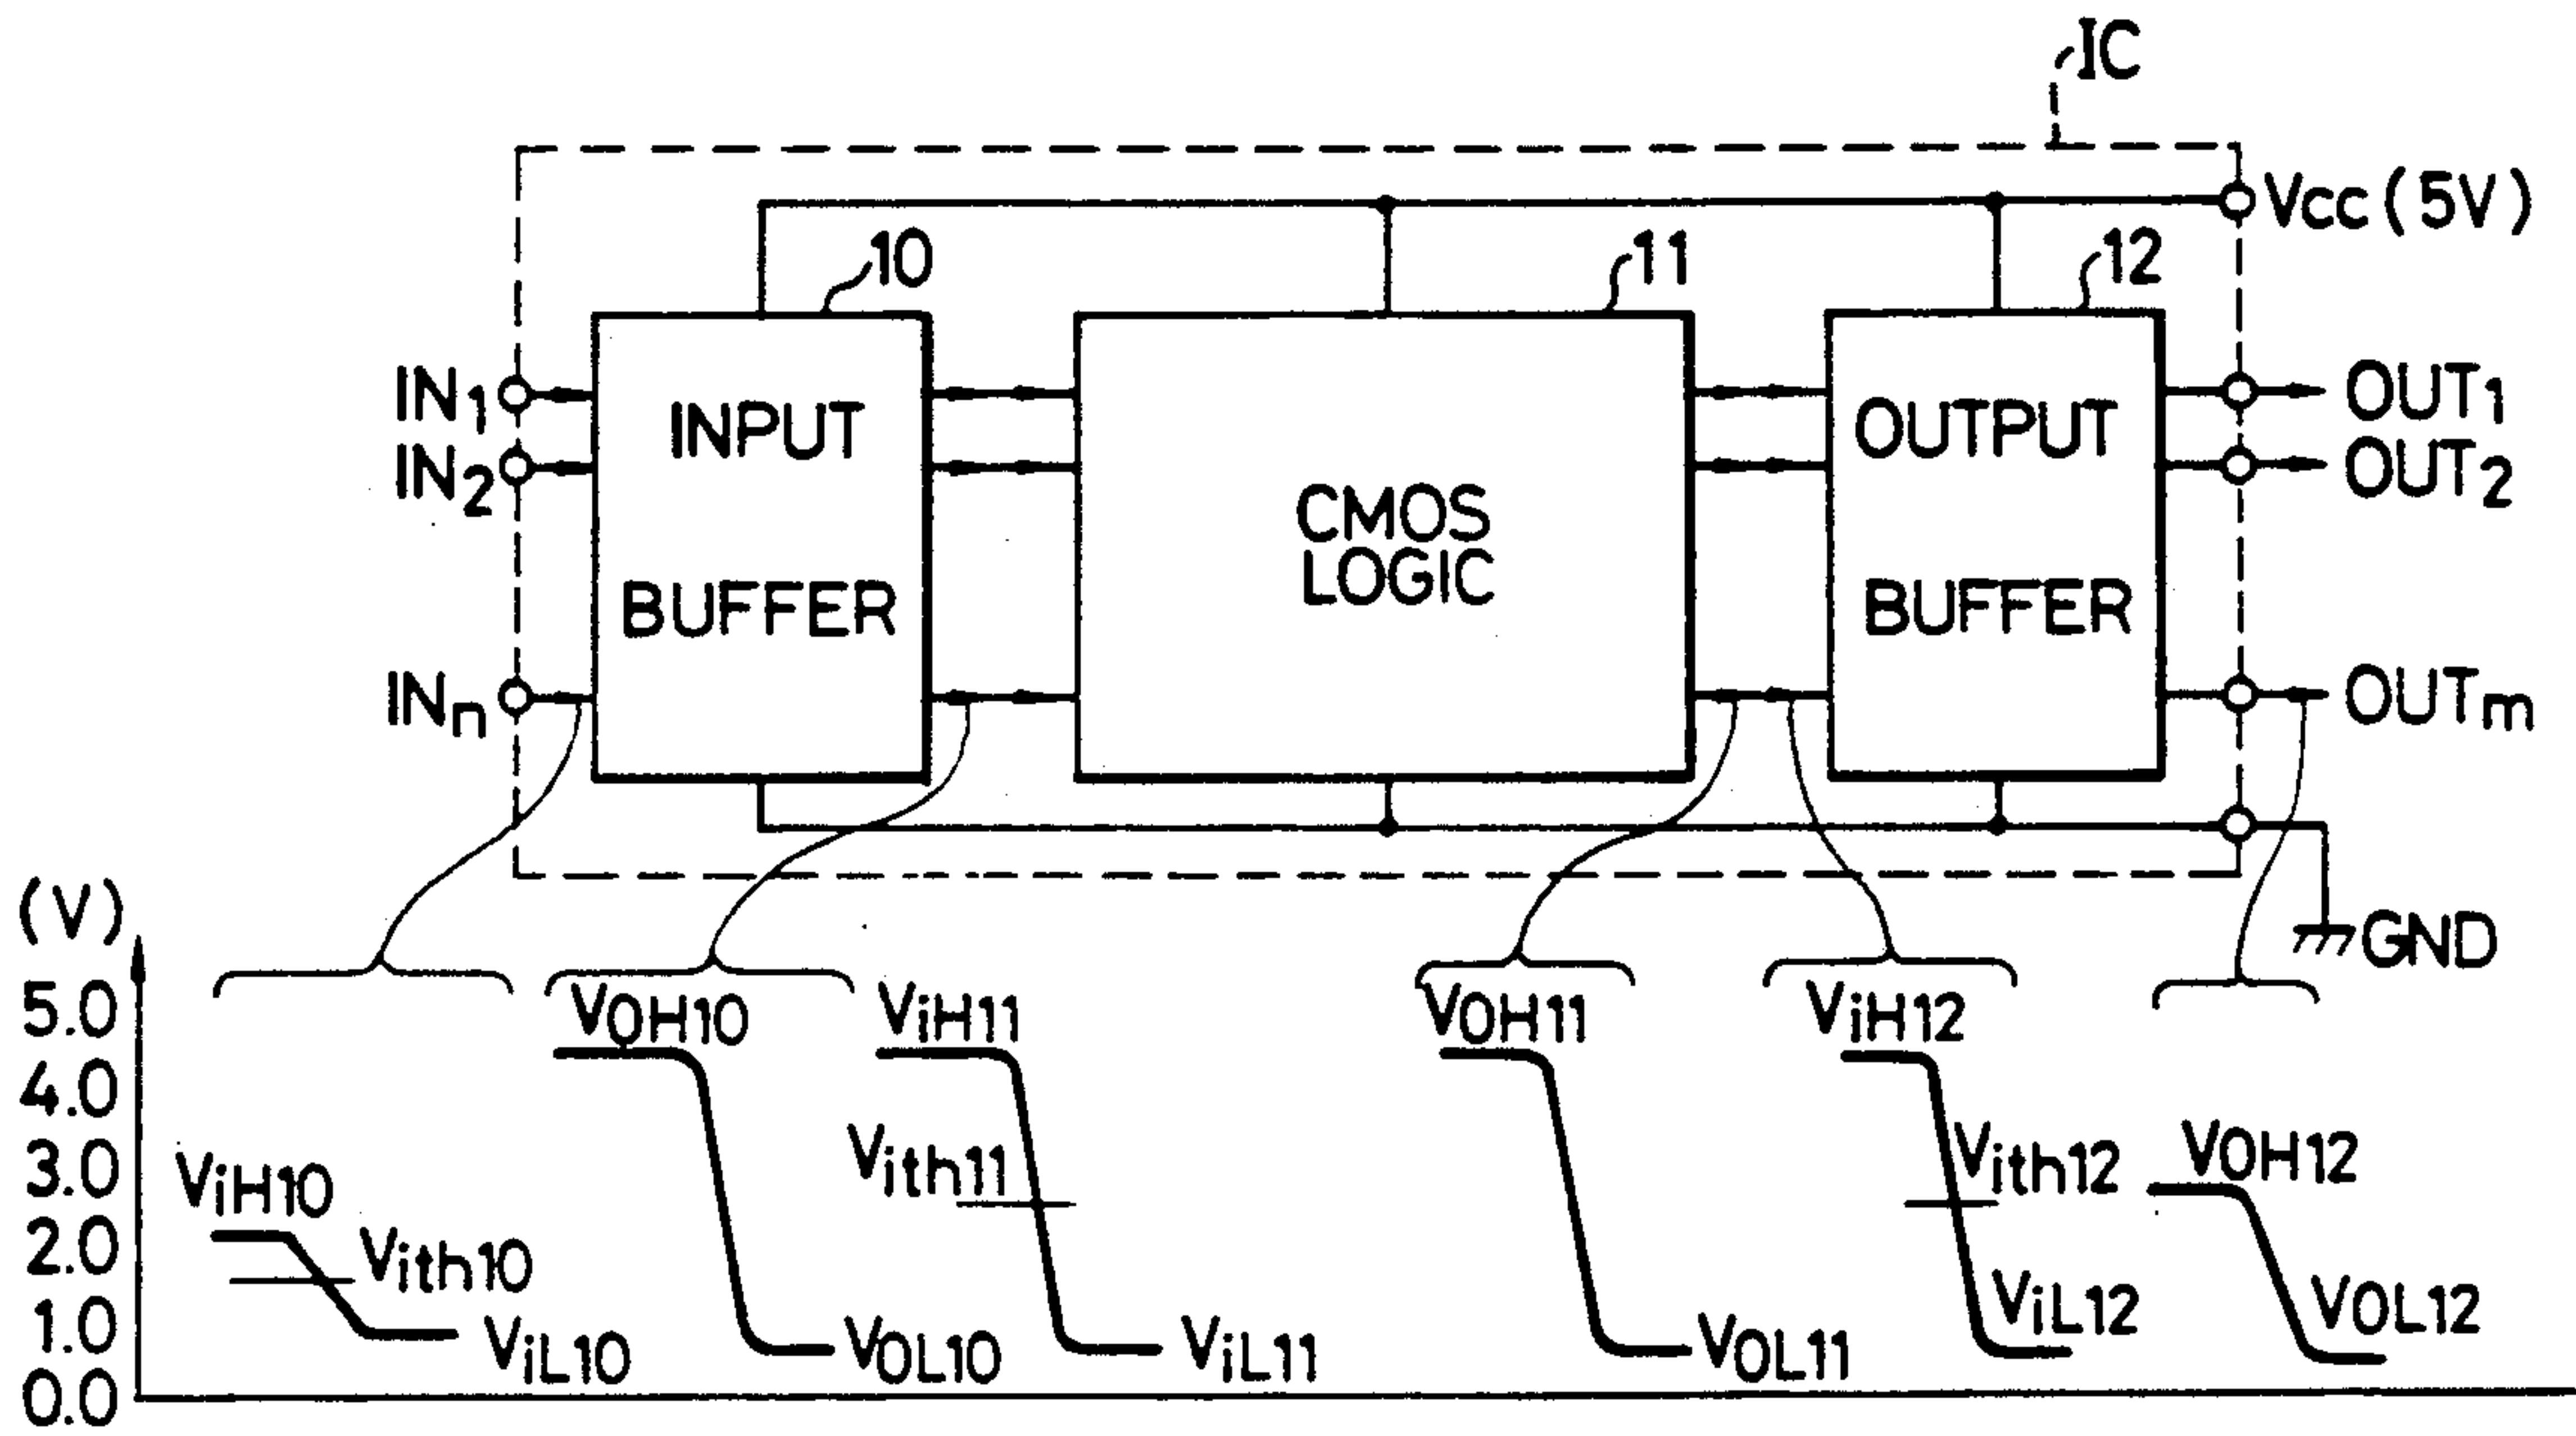 IC
Vcc (5V)
10
11
12
IN1
IN2
INn
INPUT
BUFFER
CMOS
LOGIC
OUTPUT
BUFFER
OUT1
OUT2
OUTm
GND
(V)
5.0
4.0
3.0
2.0
1.0
0.0
ViH10
Vith10
ViL10
VOH10
VOL10
ViH11
Vith11
ViL11
VOH11
VOL11
ViH12
Vith12
ViL12
VOH12
VOL12